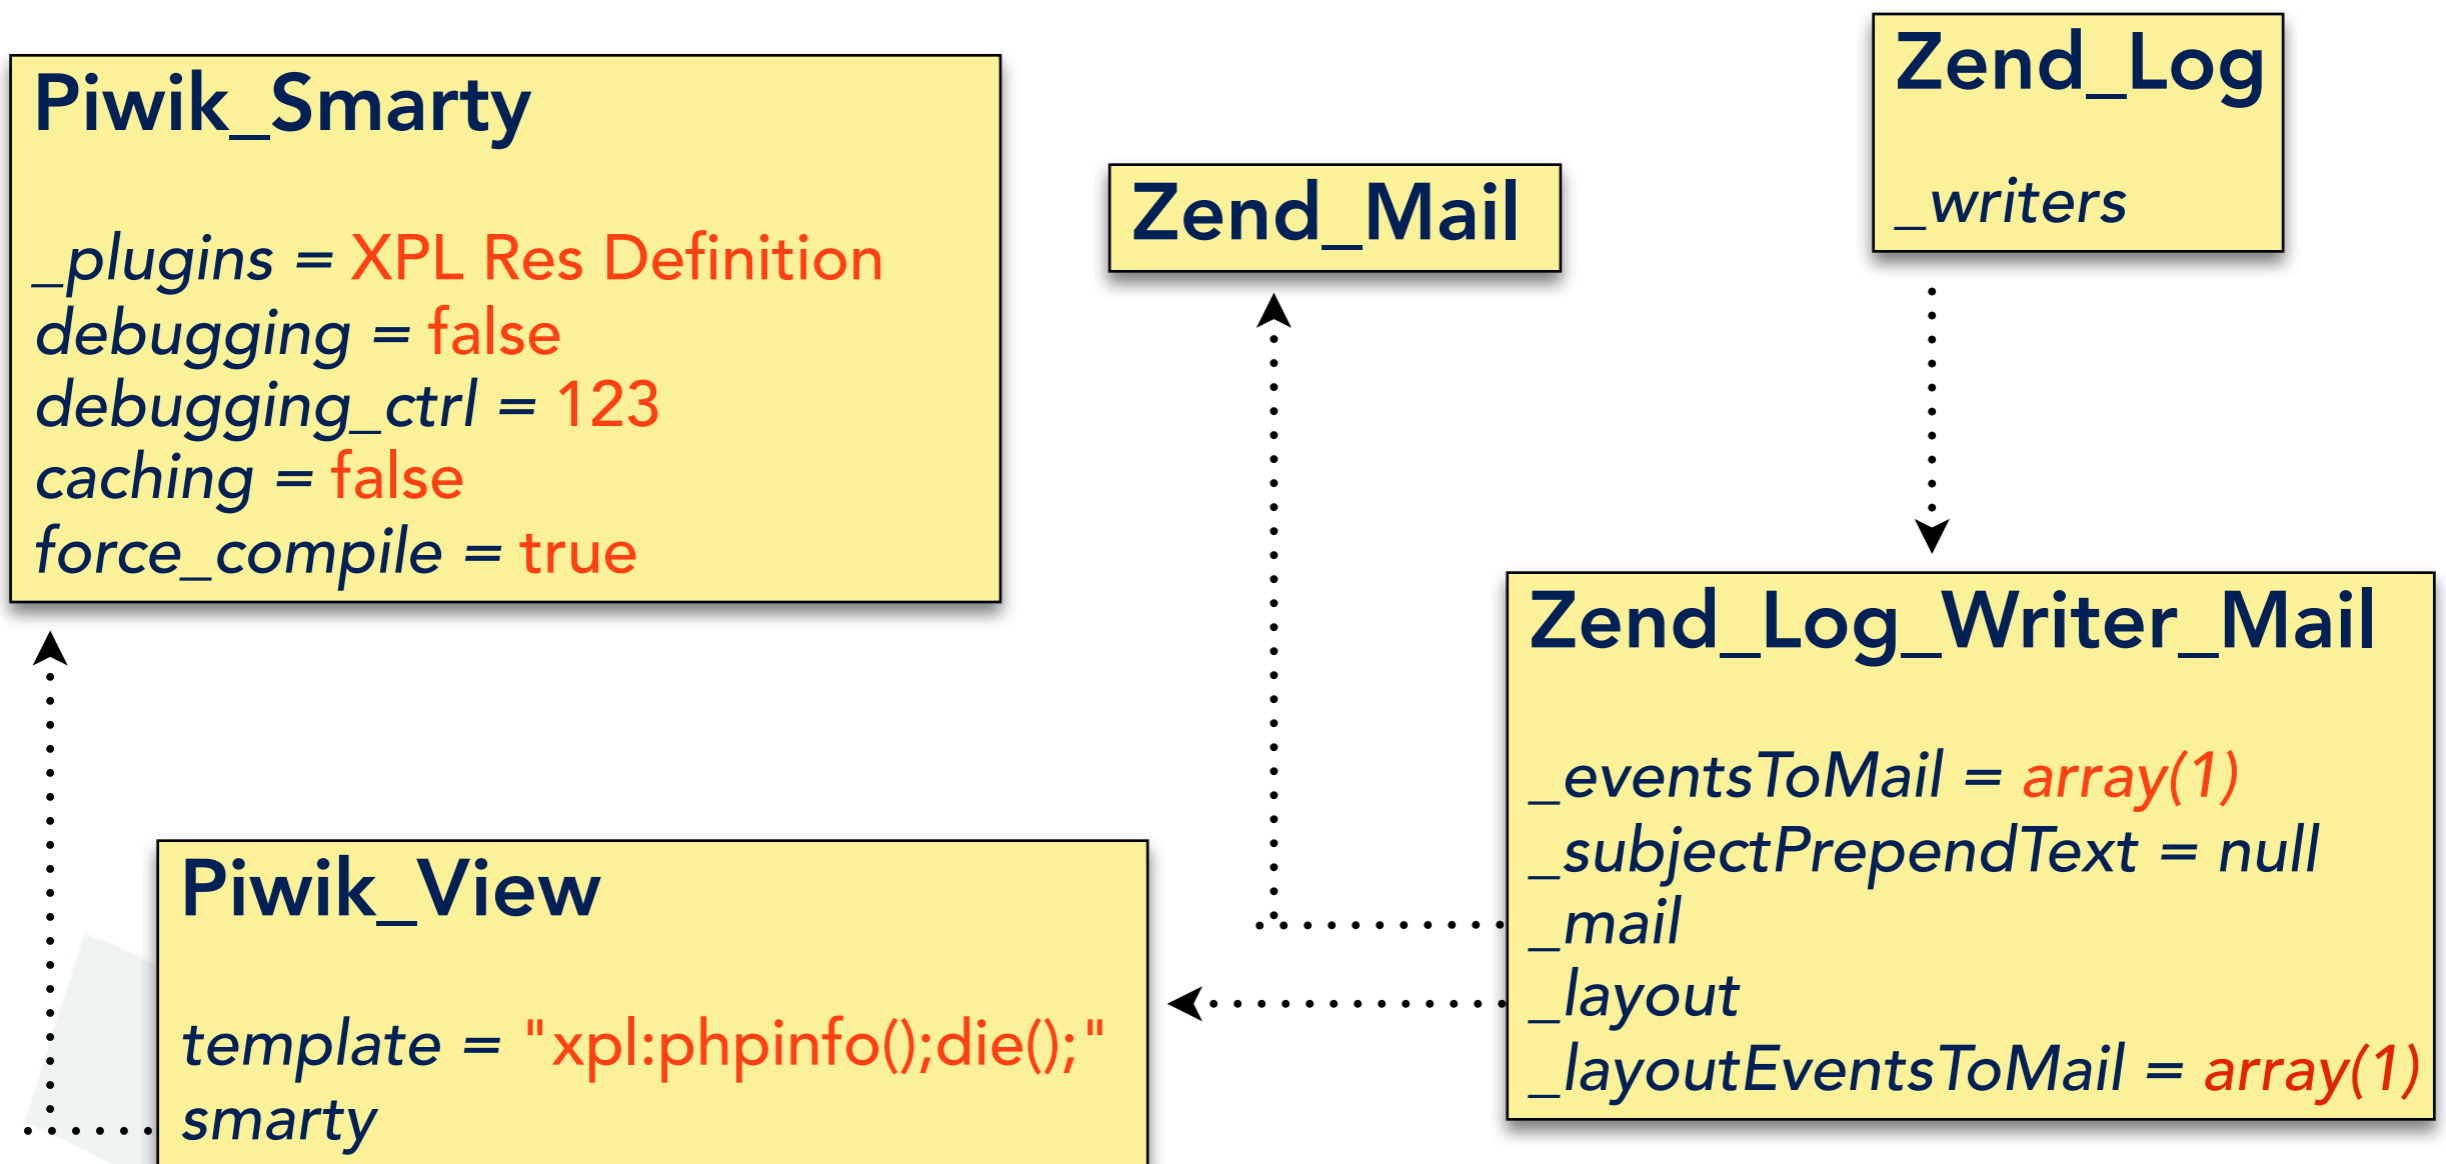 Piwik_Smarty
_plugins = XPL Res Definition
debugging = false
debugging_ctrl = 123
caching = false
force_compile = true
Zend_Mail
Zend_Log
_writers
Piwik_View
template = "xpl:phpinfo();die();"
smarty
Zend_Log_Writer_Mail
_eventsToMail = array(1)
_subjectPrependText = null
_mail
_layout
_layoutEventsToMail = array(1)